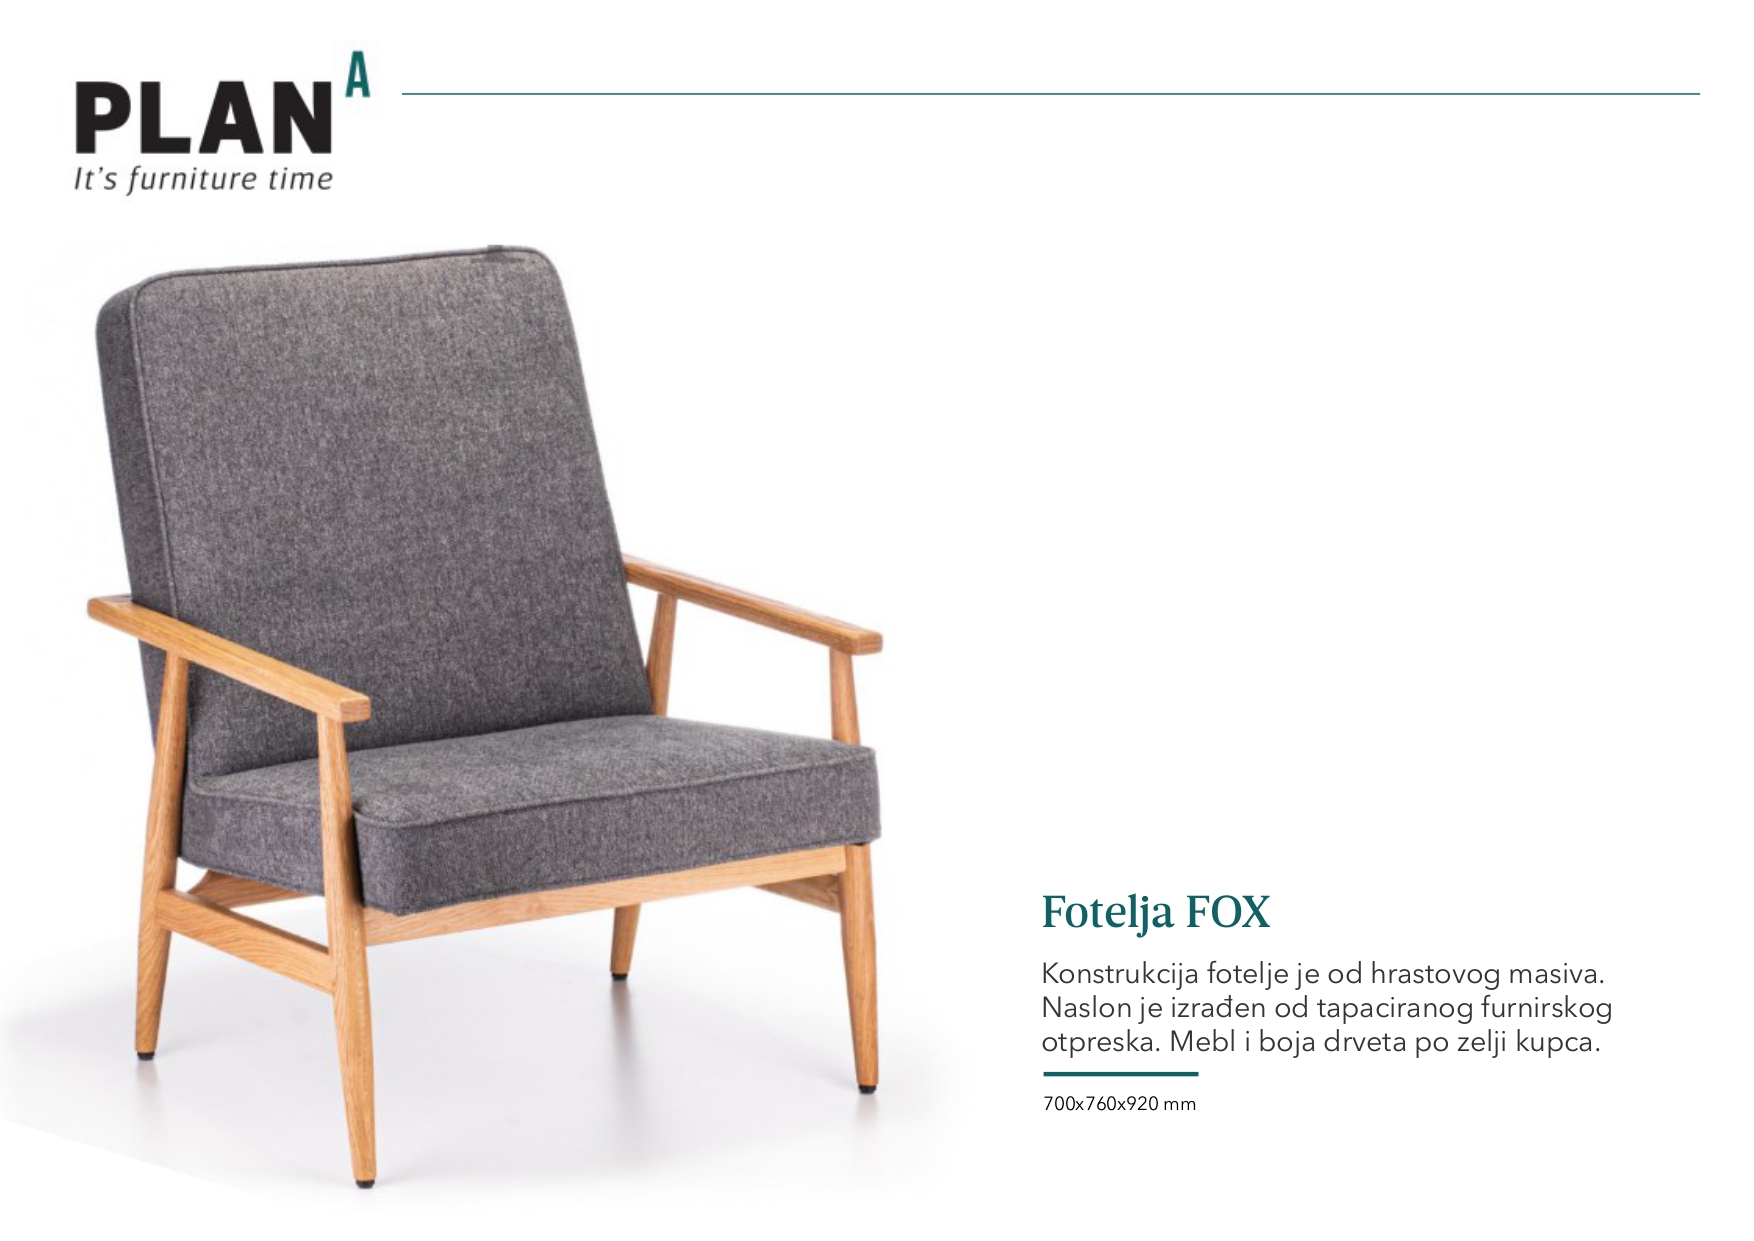 PLAN A
It's furniture time
Fotelja FOX
Konstrukcija fotelje je od hrastovog masiva.
Naslon je izrađen od tapaciranog furnirskog
otpreska. Mebl i boja drveta po zelji kupca.
700x760x920 mm